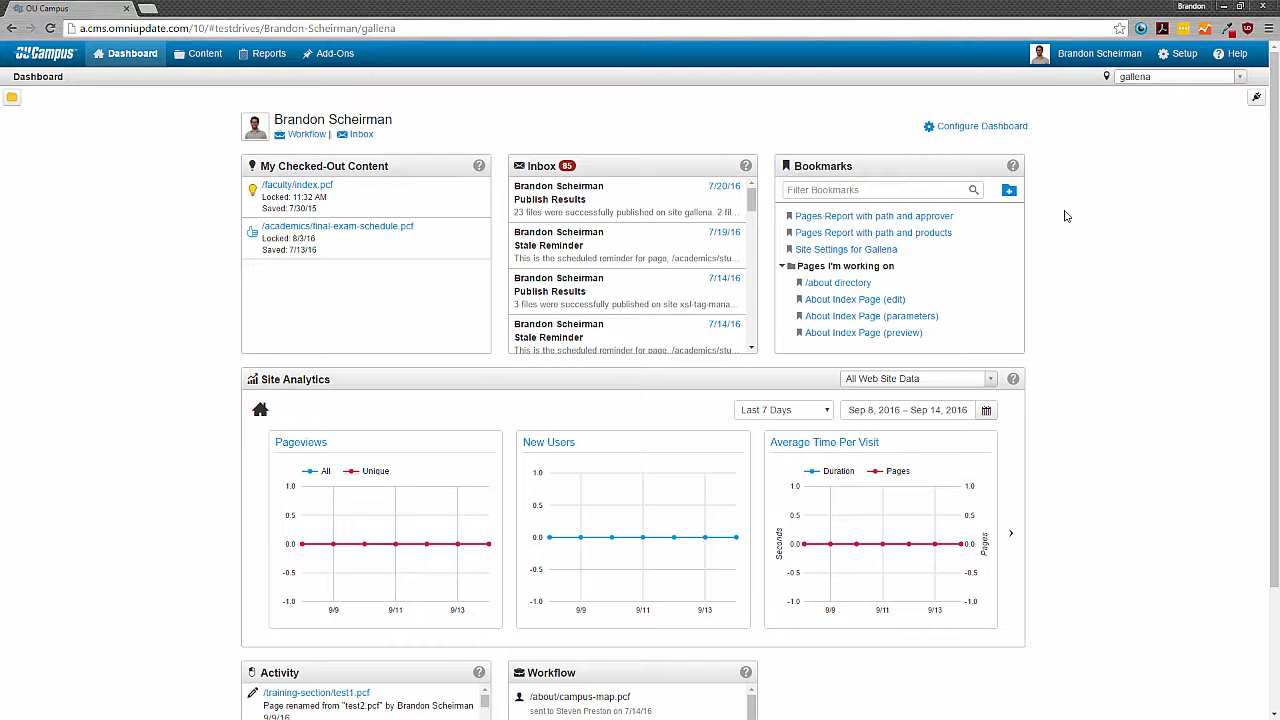 OU Campus
Brandon
a.cms.omniupdate.com/10/#testdrives/Brandon-Scheirman/gallena
OU Campus Dashboard Content Reports Add-Ons Brandon Scheirman Setup Help
Dashboard gallena
Brandon Scheirman
Workflow | Inbox
Configure Dashboard
My Checked-Out Content
/faculty/index.pcf
Locked: 11:32 AM
Saved: 7/30/15
/academics/final-exam-schedule.pcf
Locked: 8/3/16
Saved: 7/13/16
Inbox 85
Brandon Scheirman 7/20/16
Publish Results
23 files were successfully published on site gallena. 2 fil...
Brandon Scheirman 7/19/16
Stale Reminder
This is the scheduled reminder for page, /academics/stu...
Brandon Scheirman 7/14/16
Publish Results
3 files were successfully published on site xsl-tag-mana...
Brandon Scheirman 7/14/16
Stale Reminder
This is the scheduled reminder for page, /academics/stu...
Bookmarks
Filter Bookmarks
Pages Report with path and approver
Pages Report with path and products
Site Settings for Gallena
Pages I'm working on
/about directory
About Index Page (edit)
About Index Page (parameters)
About Index Page (preview)
Site Analytics All Web Site Data
Last 7 Days Sep 8, 2016 – Sep 14, 2016
Pageviews
All Unique
1.0
0.5
0.0
-0.5
-1.0
9/9 9/11 9/13
New Users
1.0
0.5
0.0
-0.5
-1.0
9/9 9/11 9/13
Average Time Per Visit
Duration Pages
1.0 1.0
0.5 0.5
0.0 0.0
-0.5 -0.5
-1.0 -1.0
Seconds
Pages
9/9 9/11 9/13
Activity
/training-section/test1.pcf
Page renamed from "test2.pcf" by Brandon Scheirman
9/9/16
Workflow
/about/campus-map.pcf
sent to Steven Preston on 7/14/16